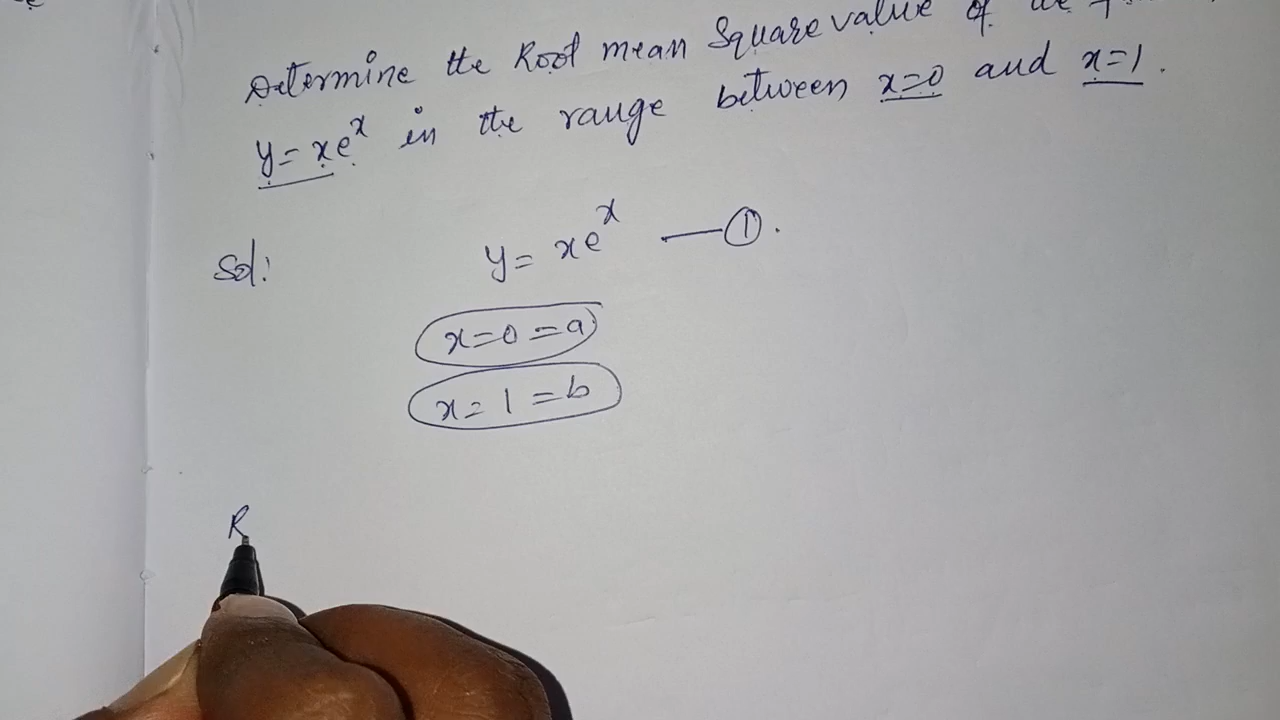 Determine the Root mean Square value of
y = xe^x in the range between x=0 and x=1.
Sol:
y = xe^x — ①.
x=0=a
x=1=b
R